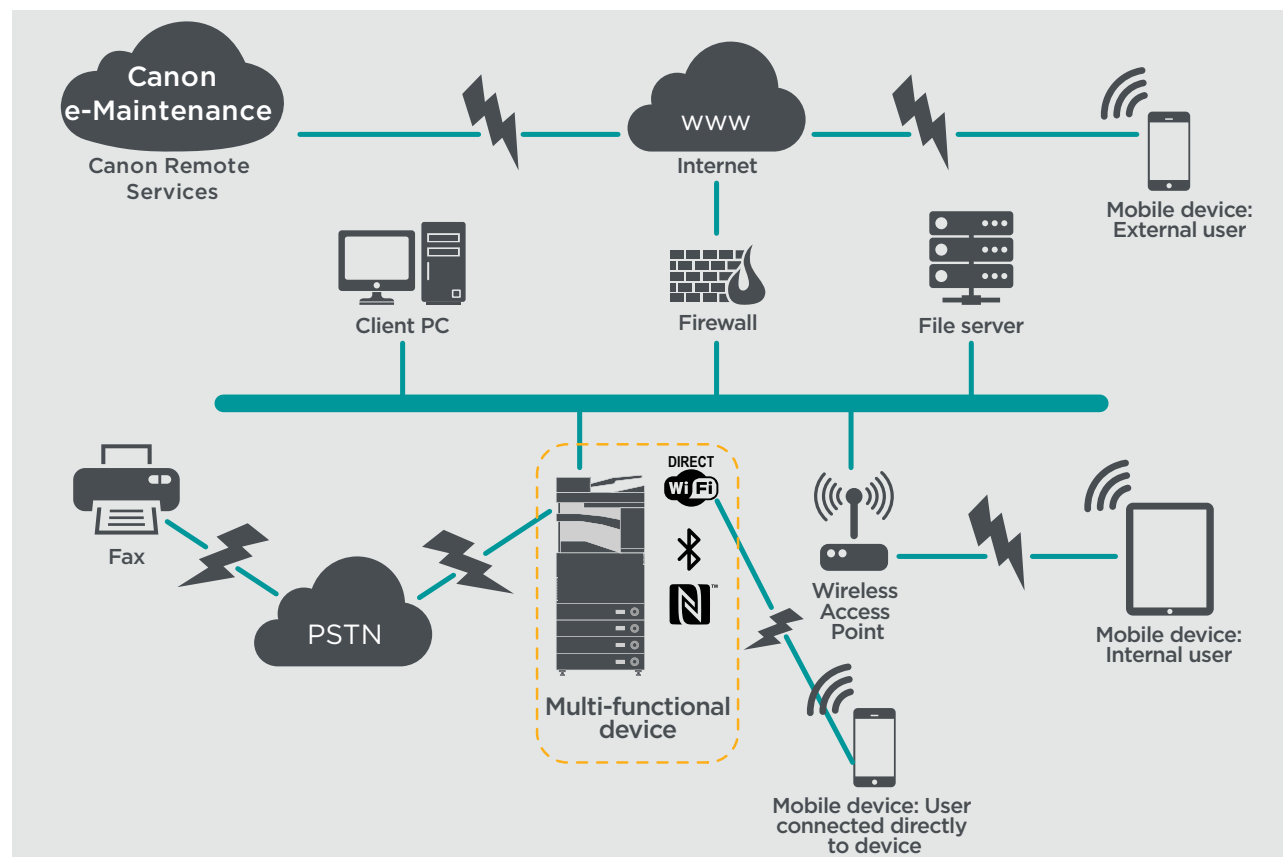 Canon
e-Maintenance
Canon Remote
Services
www
Internet
Mobile device:
External user
Client PC
Firewall
File server
Fax
PSTN
DIRECT
Wi Fi
N™
Multi-functional
device
Wireless
Access
Point
Mobile device:
Internal user
Mobile device: User
connected directly
to device